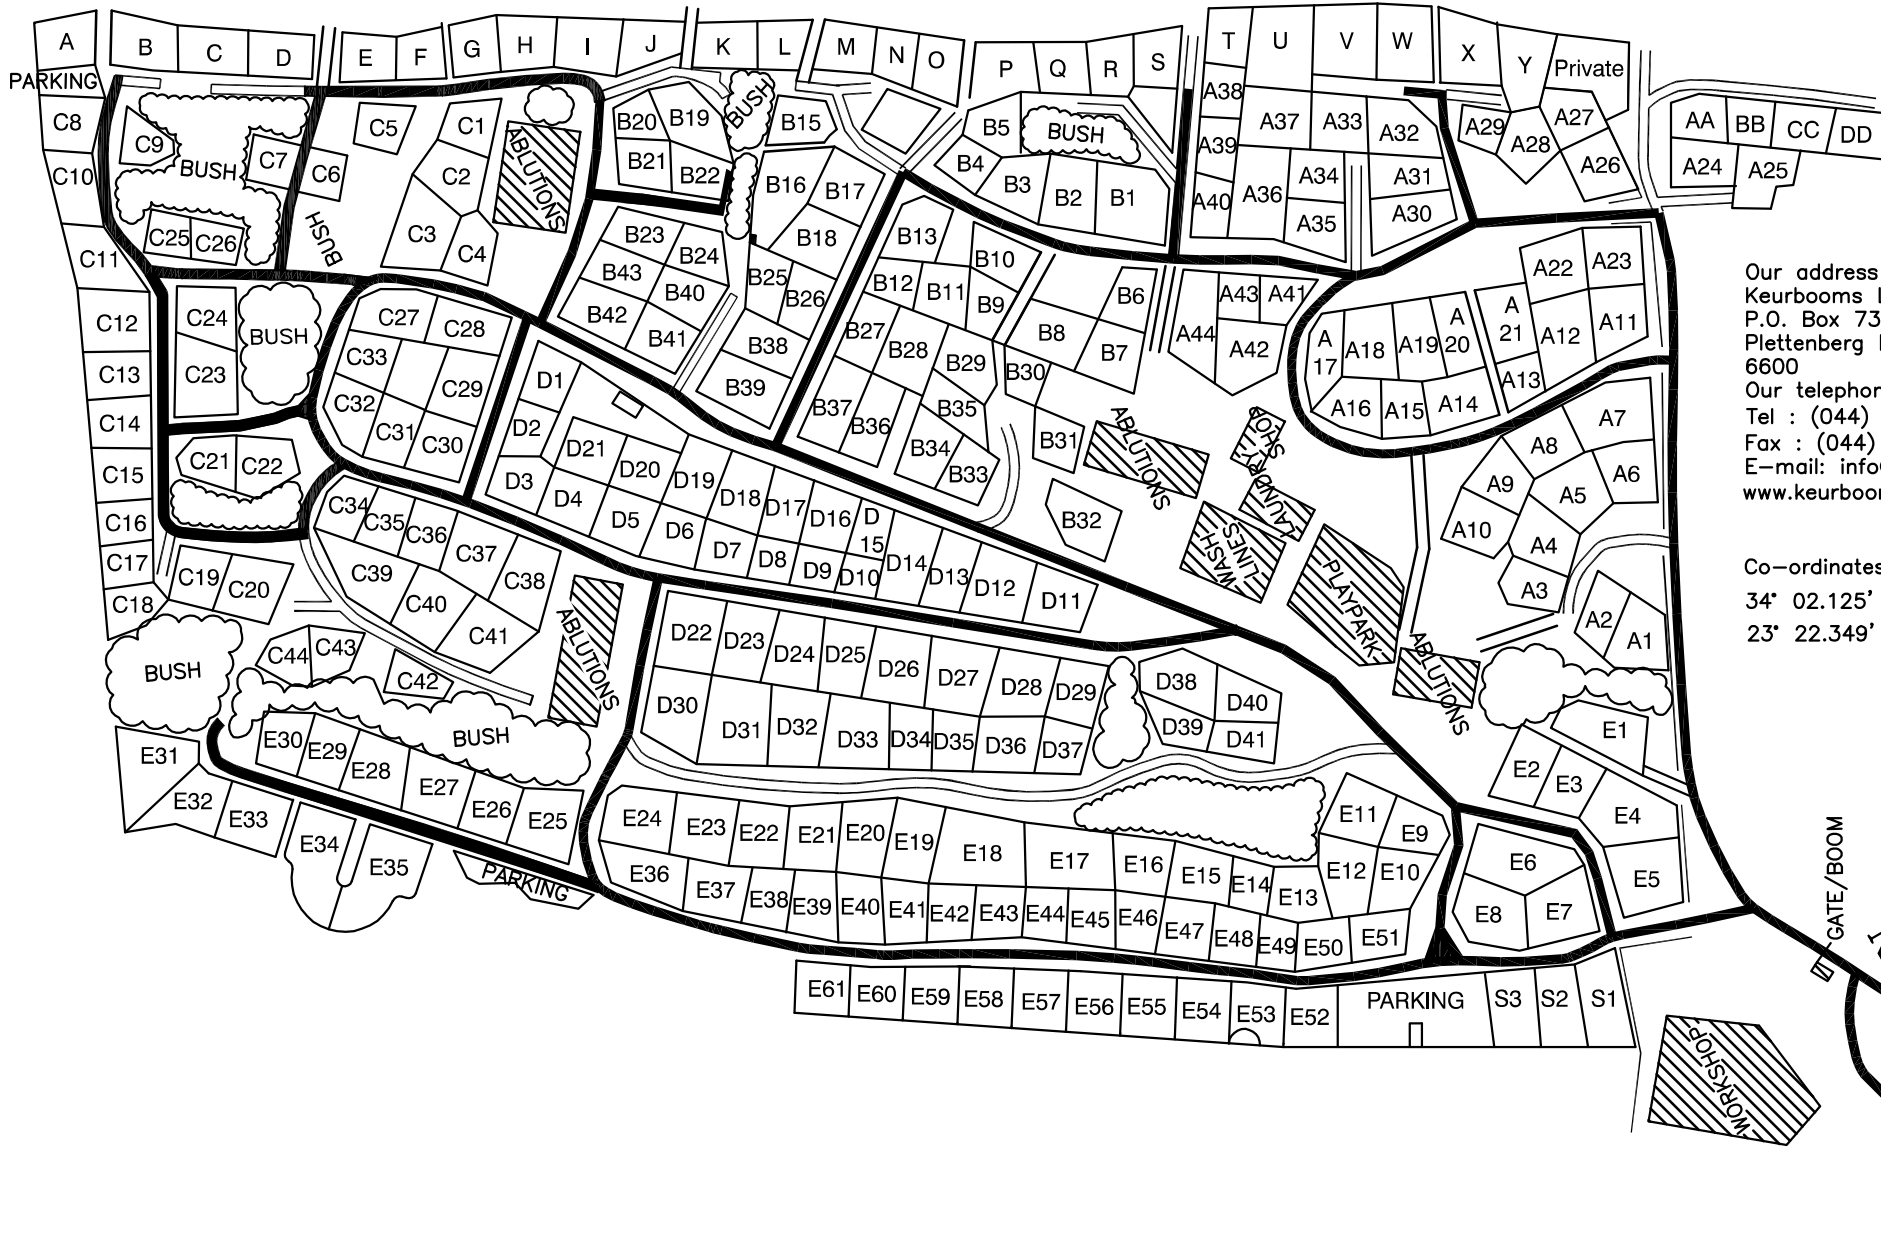 A
B
C
D
E
F
G
H
I
J
K
L
M
N
O
P
Q
R
S
T
U
V
W
X
Y
Private
PARKING
C8
C9
C10
C11
C12
C13
C14
C15
C16
C17
C18
BUSH
C7
C6
C5
C1
C2
C3
C4
C25
C26
BUSH
ABLUTIONS
C24
C23
BUSH
C21
C22
C19
C20
C27
C28
C33
C29
C32
C31
C30
C34
C35
C36
C37
C38
C39
C40
C41
C44
C43
C42
BUSH
BUSH
ABLUTIONS
B20
B19
B21
B22
BUSH
B15
B16
B17
B18
B23
B24
B43
B40
B42
B41
B25
B26
B38
B39
B5
BUSH
B4
B3
B2
B1
B13
B10
B12
B11
B9
B6
B8
B7
B27
B28
B29
B30
B37
B36
B35
B34
B33
B31
B32
ABLUTIONS
LAUNDRY/SHOP
WASH-LINES
PLAYPARK
ABLUTIONS
A38
A39
A40
A37
A36
A33
A34
A35
A32
A31
A30
A29
A28
A27
A26
AA
BB
CC
DD
A24
A25
A44
A43
A41
A42
A
17
A18
A19
A
20
A
21
A22
A23
A12
A11
A13
A16
A15
A14
A7
A8
A6
A9
A5
A10
A4
A3
A2
A1
Our address
Keurbooms
P.O. Box 73
Plettenberg
6600
Our telephon
Tel : (044)
Fax : (044)
E-mail: info
www.keurboo
Co-ordinates
34° 02.125'
23° 22.349'
D1
D2
D3
D4
D21
D20
D19
D18
D17
D16
D
15
D14
D13
D12
D11
D5
D6
D7
D8
D9
D10
D22
D23
D24
D25
D26
D27
D28
D29
D30
D31
D32
D33
D34
D35
D36
D37
D38
D40
D39
D41
E1
E2
E3
E4
E5
E6
E7
E8
E11
E9
E12
E10
E31
E32
E33
E34
E35
E30
E29
E28
E27
E26
E25
PARKING
E24
E23
E22
E21
E20
E19
E18
E17
E16
E15
E14
E13
E36
E37
E38
E39
E40
E41
E42
E43
E44
E45
E46
E47
E48
E49
E50
E51
E61
E60
E59
E58
E57
E56
E55
E54
E53
E52
PARKING
S3
S2
S1
GATE/BOOM
WORKSHOP